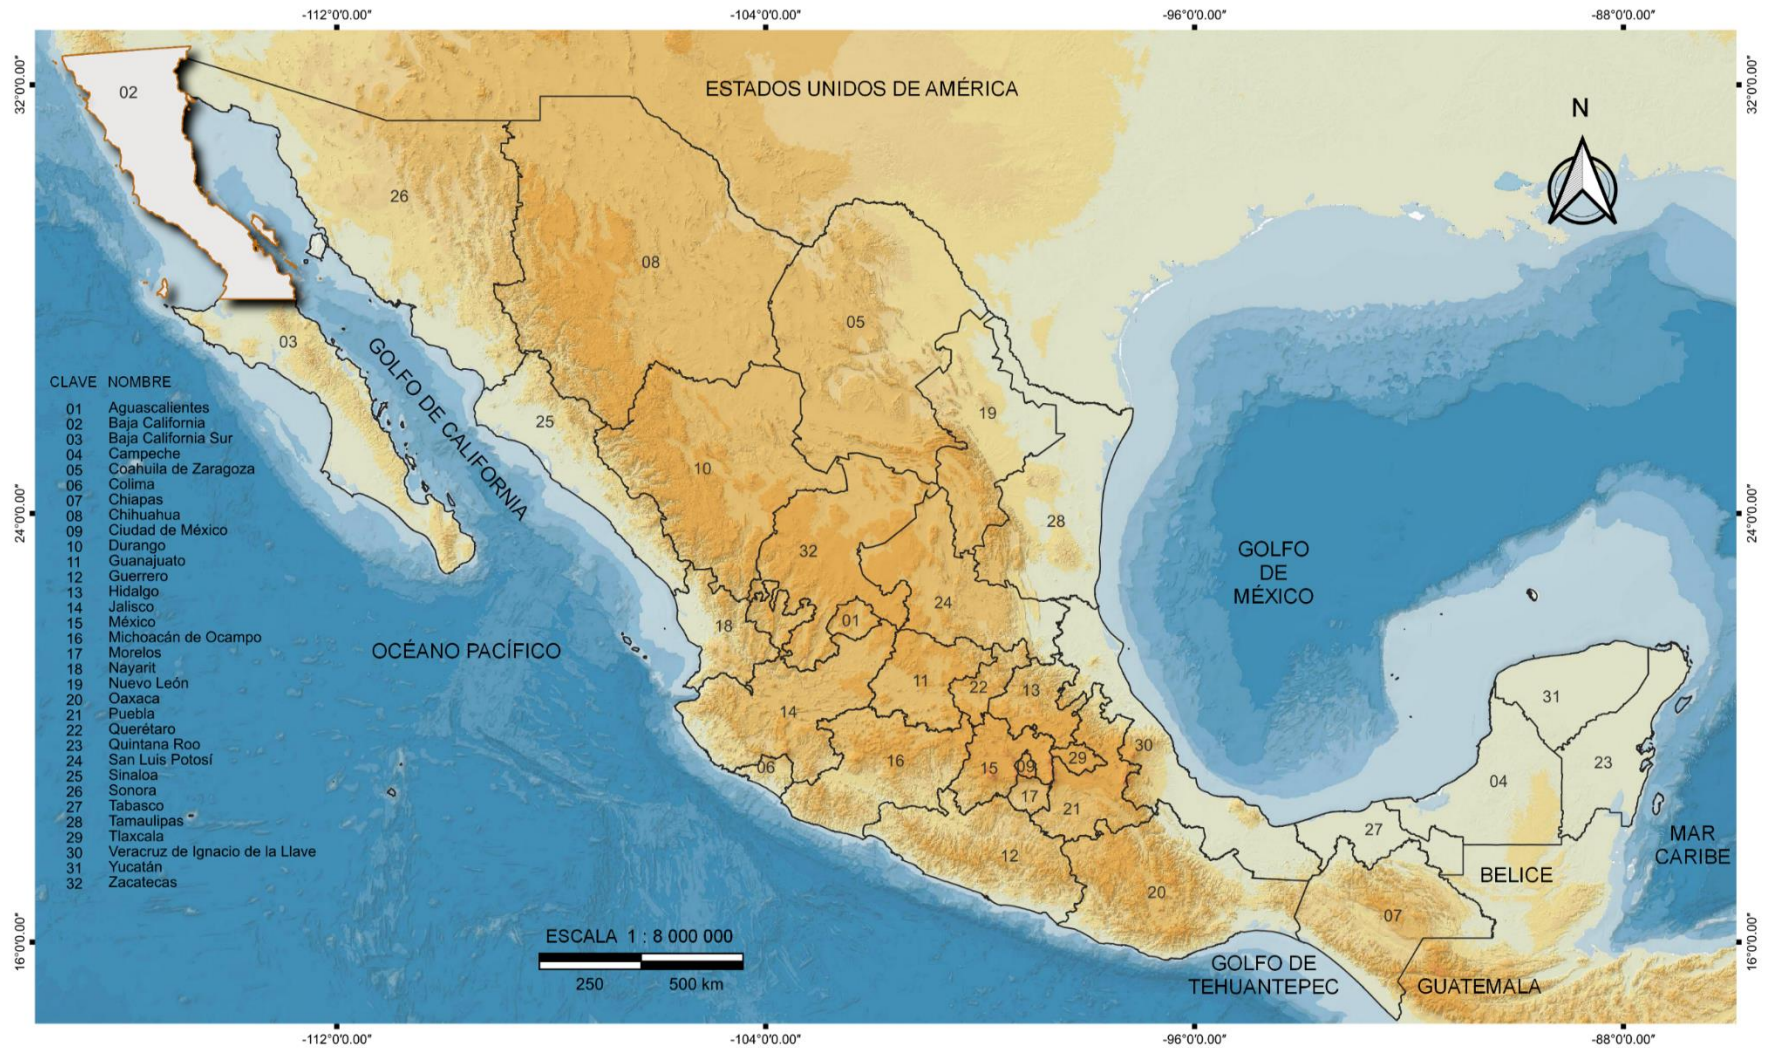 -112°0'0.00"
-104°0'0.00"
-96°0'0.00"
-88°0'0.00"
32°0'0.00"
32°0'0.00"
ESTADOS UNIDOS DE AMÉRICA
N
02
26
08
05
03
GOLFO DE CALIFORNIA
25
19
10
28
24°0'0.00"
24°0'0.00"
CLAVE NOMBRE
01 Aguascalientes
02 Baja California
03 Baja California Sur
04 Campeche
05 Coahuila de Zaragoza
06 Colima
07 Chiapas
08 Chihuahua
09 Ciudad de México
10 Durango
11 Guanajuato
12 Guerrero
13 Hidalgo
14 Jalisco
15 México
16 Michoacán de Ocampo
17 Morelos
18 Nayarit
19 Nuevo León
20 Oaxaca
21 Puebla
22 Querétaro
23 Quintana Roo
24 San Luis Potosí
25 Sinaloa
26 Sonora
27 Tabasco
28 Tamaulipas
29 Tlaxcala
30 Veracruz de Ignacio de la Llave
31 Yucatán
32 Zacatecas
32
GOLFO
DE
MÉXICO
24
01
18
OCÉANO PACÍFICO
11
22
13
31
14
30
16
06
15
09
29
23
04
17
21
27
MAR
CARIBE
12
BELICE
20
07
16°0'0.00"
16°0'0.00"
ESCALA 1 : 8 000 000
250 500 km
GOLFO DE
TEHUANTEPEC
GUATEMALA
-112°0'0.00"
-104°0'0.00"
-96°0'0.00"
-88°0'0.00"